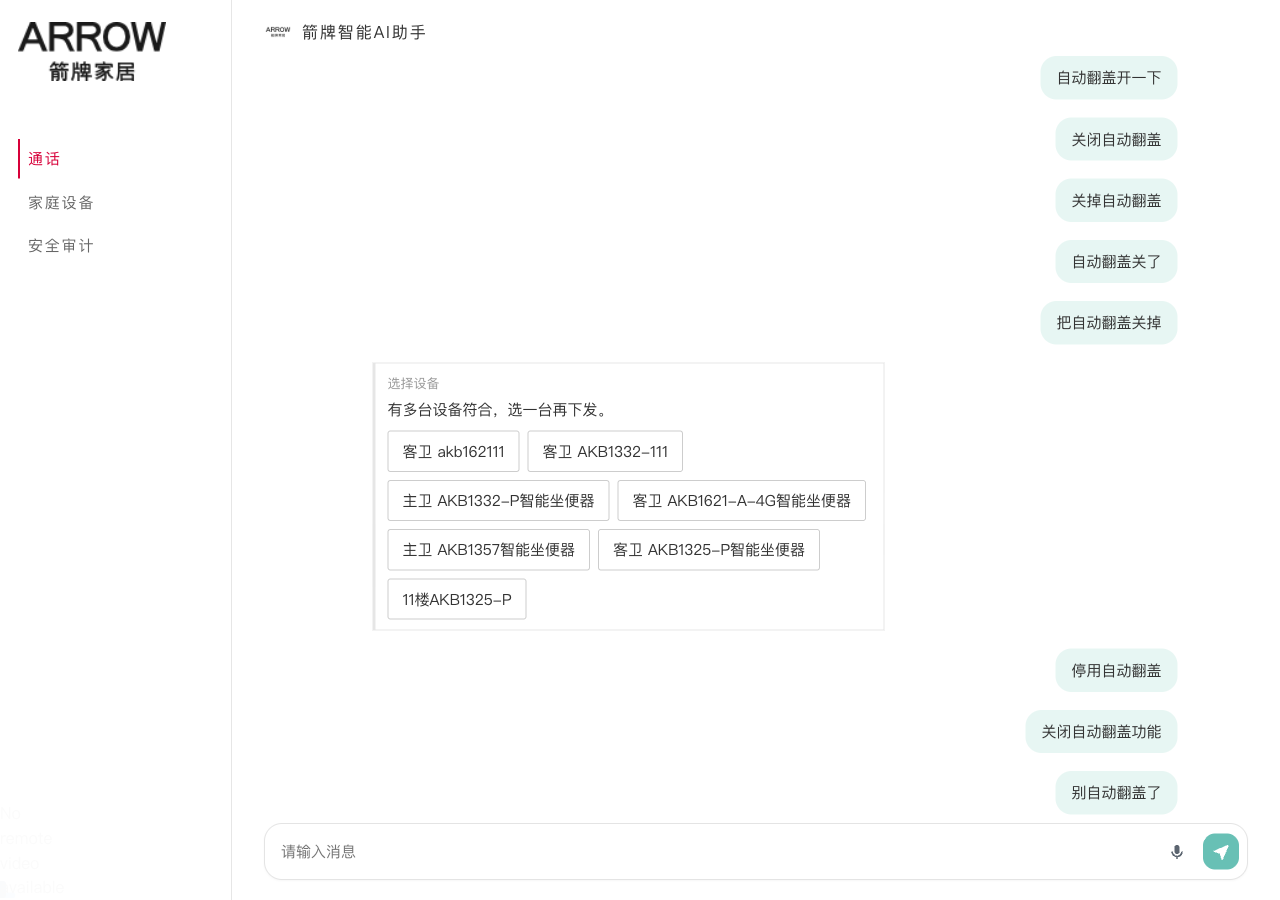 ARROW
箭牌家居
通话
家庭设备
安全审计
ARROW
箭牌智能AI助手
自动翻盖开一下
关闭自动翻盖
关掉自动翻盖
自动翻盖关了
把自动翻盖关掉
选择设备
有多台设备符合，选一台再下发。
客卫 akb162111
客卫 AKB1332-111
主卫 AKB1332-P智能坐便器
客卫 AKB1621-A-4G智能坐便器
主卫 AKB1357智能坐便器
客卫 AKB1325-P智能坐便器
11楼AKB1325-P
停用自动翻盖
关闭自动翻盖功能
别自动翻盖了
请输入消息